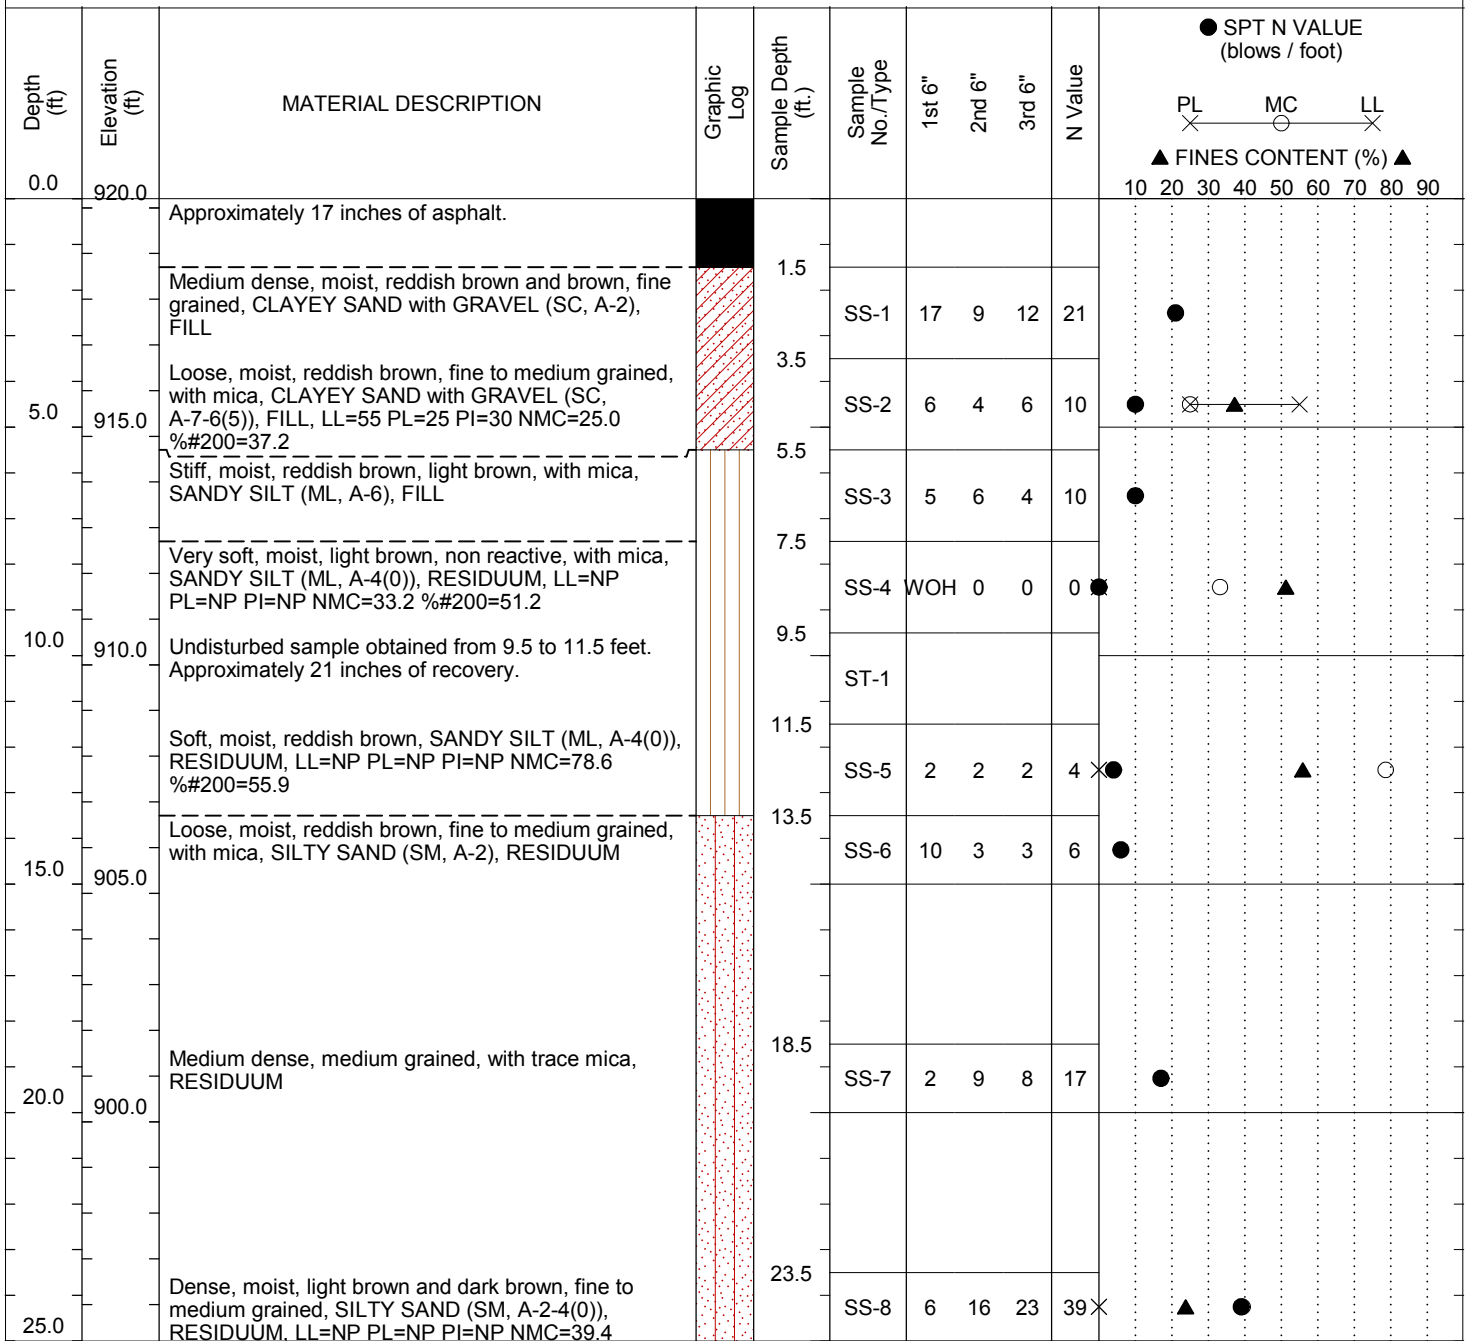 Depth (ft)
Elevation (ft)
MATERIAL DESCRIPTION
Graphic Log
Sample Depth (ft.)
Sample No./Type
1st 6"
2nd 6"
3rd 6"
N Value
● SPT N VALUE
(blows / foot)
PL MC LL
▲ FINES CONTENT (%) ▲
10 20 30 40 50 60 70 80 90
0.0 920.0
Approximately 17 inches of asphalt.
1.5
Medium dense, moist, reddish brown and brown, fine
grained, CLAYEY SAND with GRAVEL (SC, A-2),
FILL
SS-1 17 9 12 21
3.5
Loose, moist, reddish brown, fine to medium grained,
with mica, CLAYEY SAND with GRAVEL (SC,
A-7-6(5)), FILL, LL=55 PL=25 PI=30 NMC=25.0
%#200=37.2
SS-2 6 4 6 10
5.0 915.0
5.5
Stiff, moist, reddish brown, light brown, with mica,
SANDY SILT (ML, A-6), FILL
SS-3 5 6 4 10
7.5
Very soft, moist, light brown, non reactive, with mica,
SANDY SILT (ML, A-4(0)), RESIDUUM, LL=NP
PL=NP PI=NP NMC=33.2 %#200=51.2
SS-4 WOH 0 0 0
9.5
10.0 910.0
Undisturbed sample obtained from 9.5 to 11.5 feet.
Approximately 21 inches of recovery.
ST-1
11.5
Soft, moist, reddish brown, SANDY SILT (ML, A-4(0)),
RESIDUUM, LL=NP PL=NP PI=NP NMC=78.6
%#200=55.9
SS-5 2 2 2 4
13.5
Loose, moist, reddish brown, fine to medium grained,
with mica, SILTY SAND (SM, A-2), RESIDUUM
SS-6 10 3 3 6
15.0 905.0
18.5
Medium dense, medium grained, with trace mica,
RESIDUUM
SS-7 2 9 8 17
20.0 900.0
23.5
Dense, moist, light brown and dark brown, fine to
medium grained, SILTY SAND (SM, A-2-4(0)),
RESIDUUM, LL=NP PL=NP PI=NP NMC=39.4
SS-8 6 16 23 39
25.0